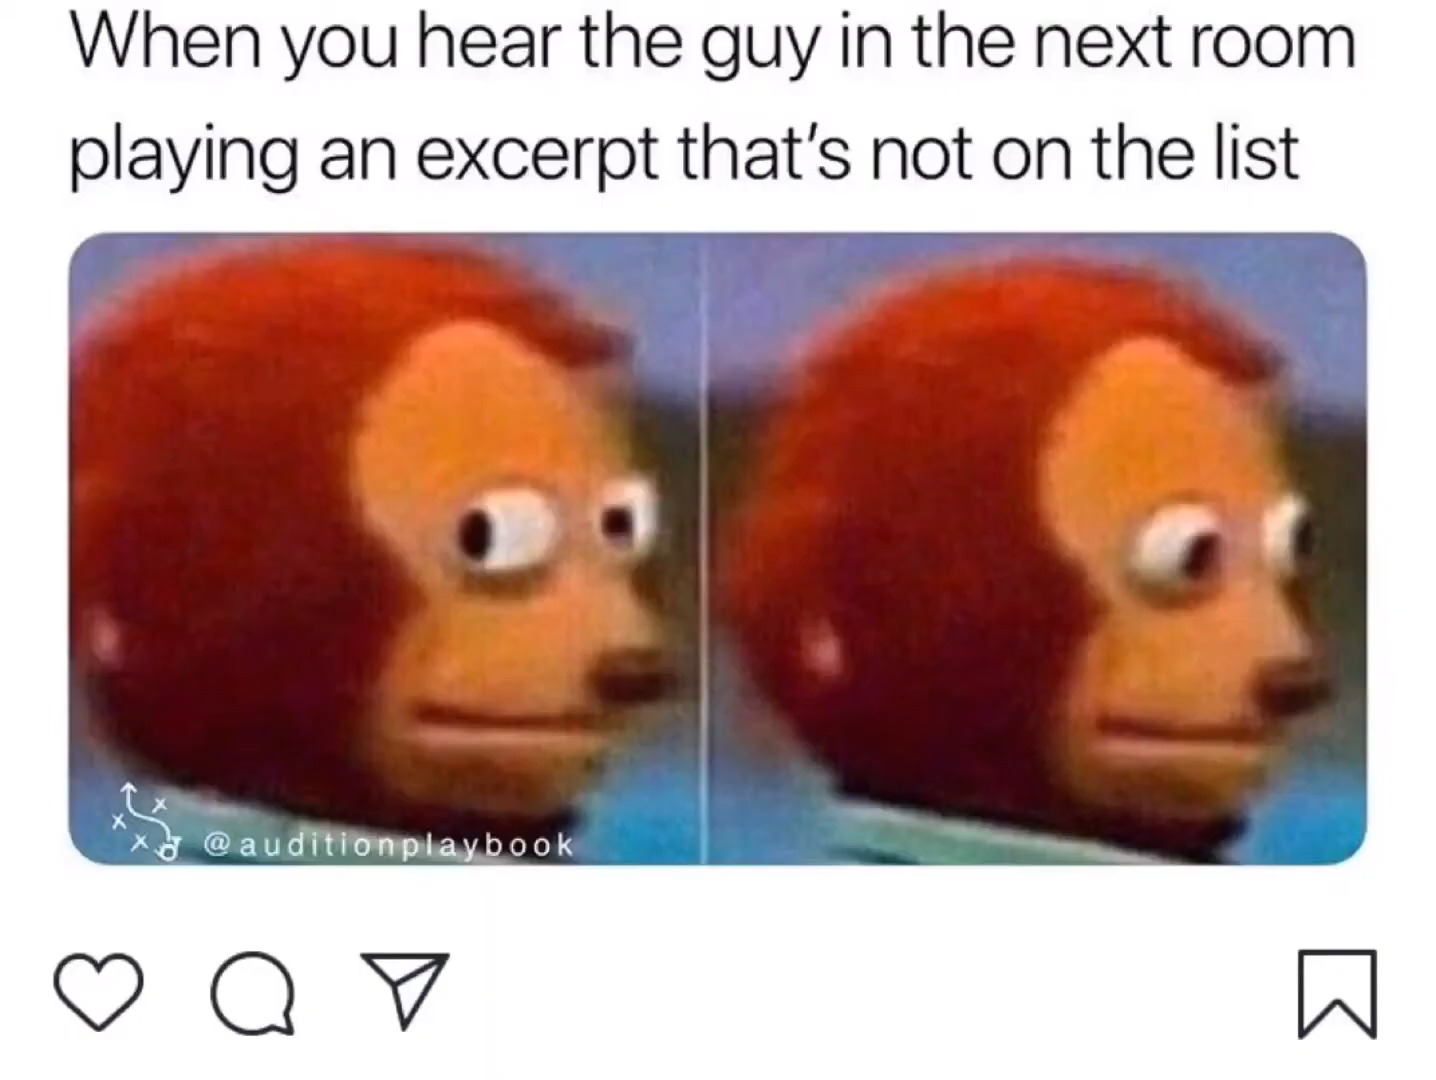 When you hear the guy in the next room
playing an excerpt that's not on the list
@auditionplaybook